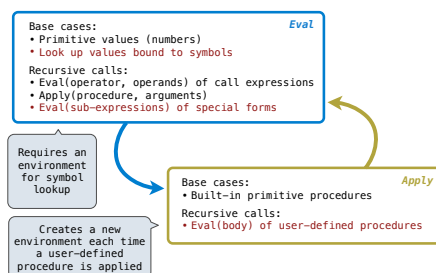 Eval
Base cases:
• Primitive values (numbers)
• Look up values bound to symbols
Recursive calls:
• Eval(operator, operands) of call expressions
• Apply(procedure, arguments)
• Eval(sub-expressions) of special forms
Requires an
environment
for symbol
lookup
Apply
Base cases:
• Built-in primitive procedures
Recursive calls:
• Eval(body) of user-defined procedures
Creates a new
environment each time
a user-defined
procedure is applied